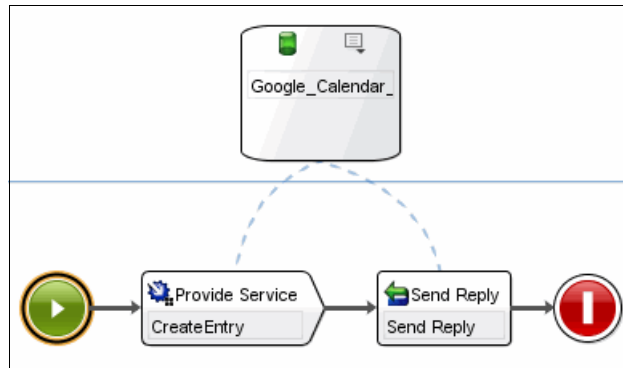 Google_Calendar_
Provide Service
CreateEntry
Send Reply
Send Reply